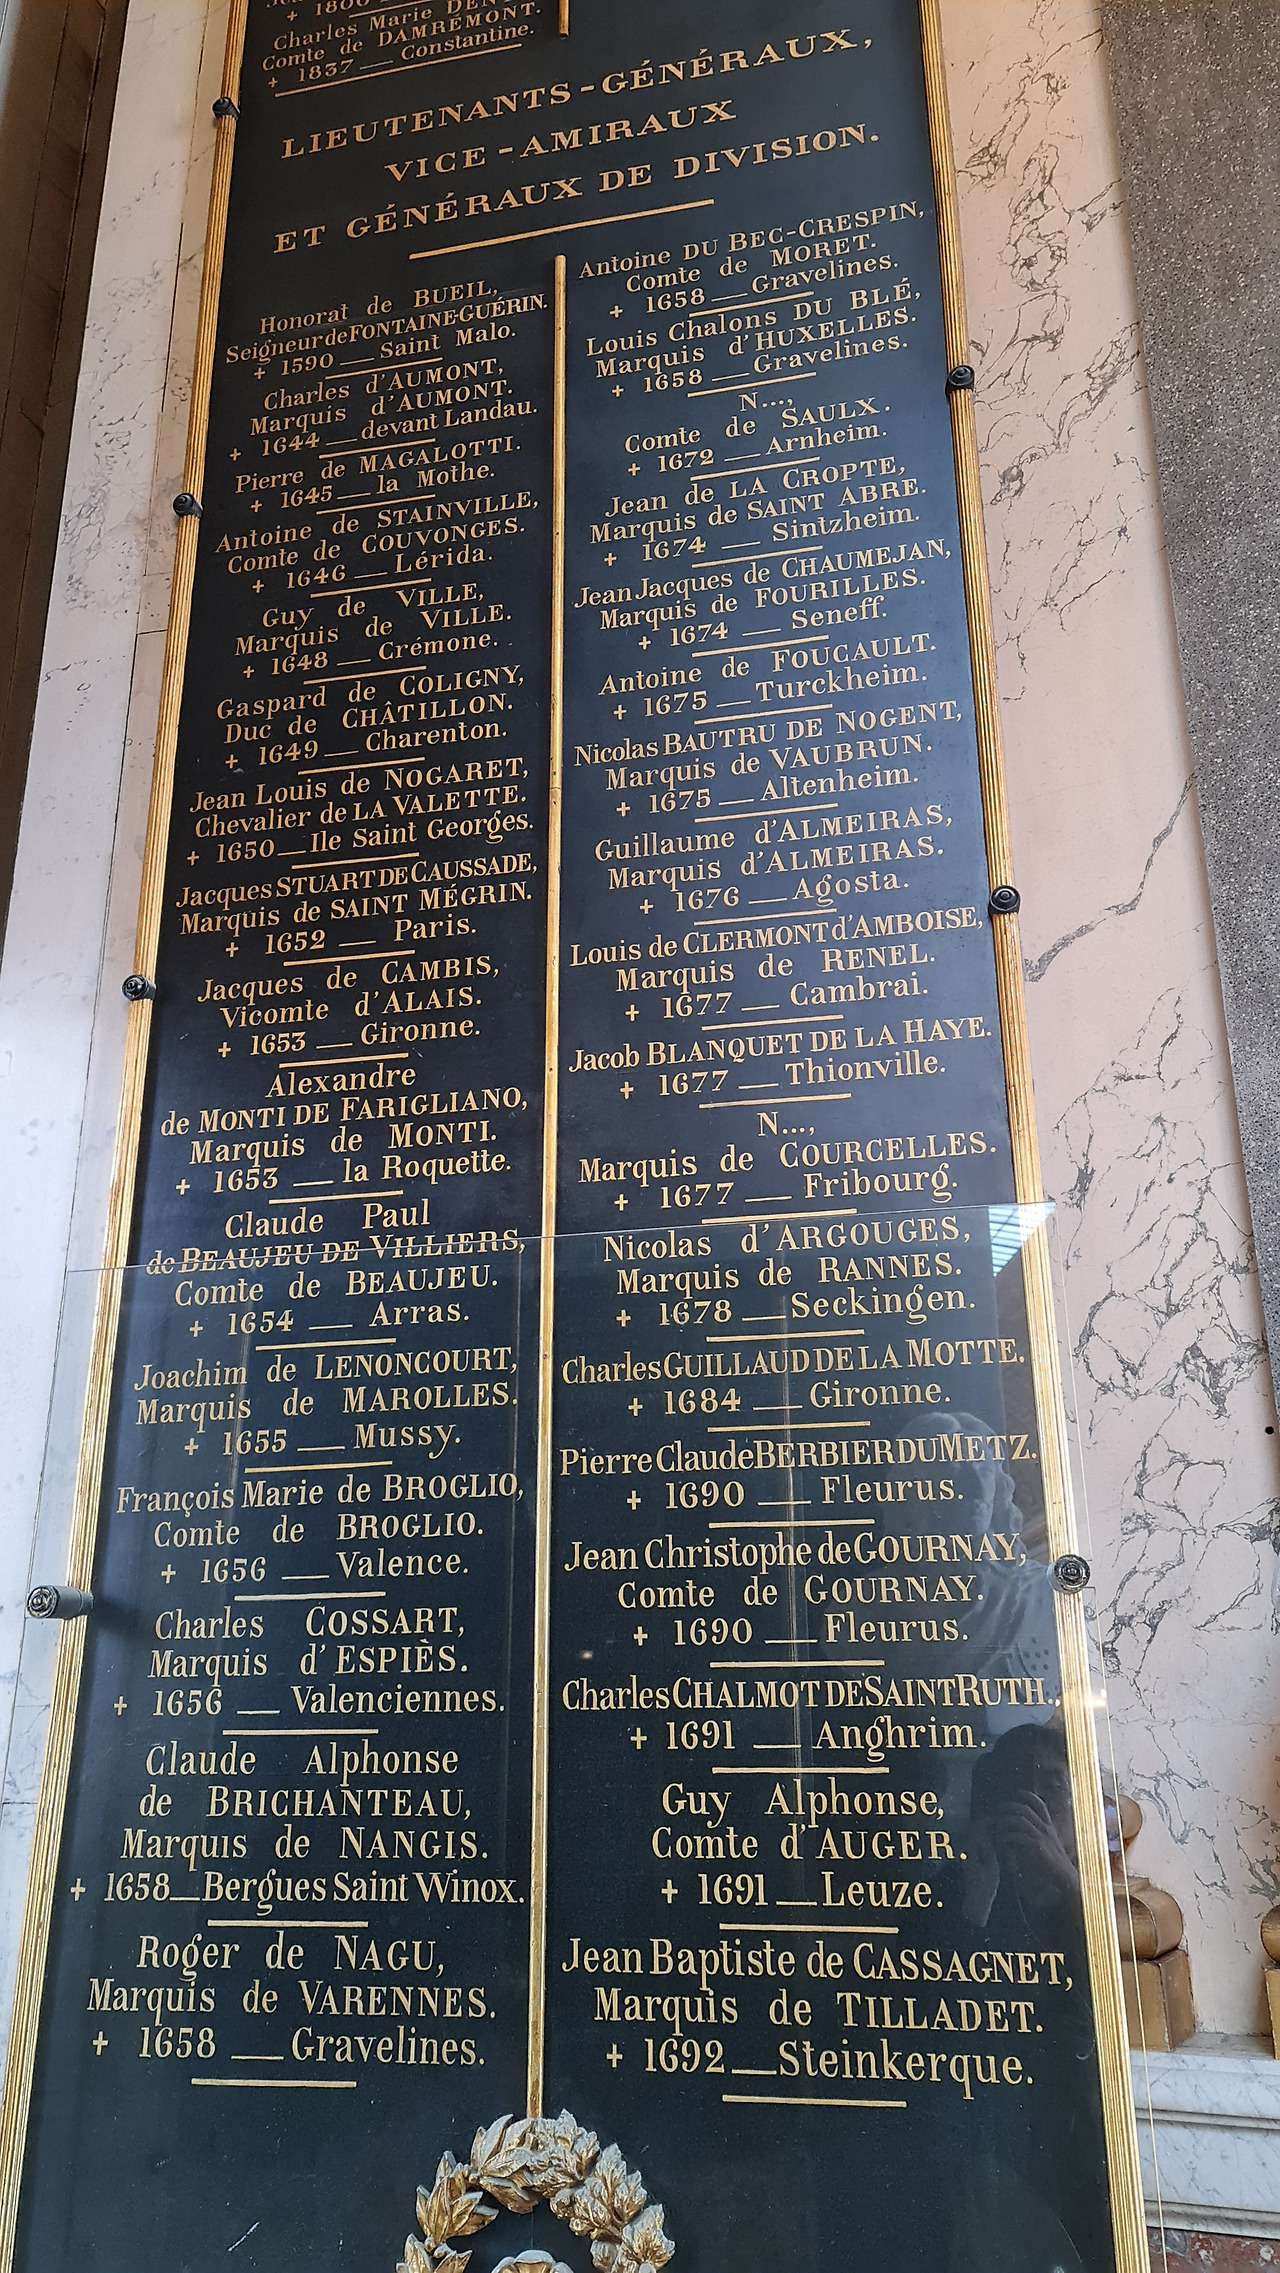 + 1800
Charles Marie
Comte de DAMRÉMONT.
+ 1837 — Constantine.
LIEUTENANTS-GÉNÉRAUX,
VICE-AMIRAUX
ET GÉNÉRAUX DE DIVISION.
Honorat de BUEIL,
Seigneur de FONTAINE-GUÉRIN.
+ 1590 — Saint Malo.
Charles d'AUMONT,
Marquis d'AUMONT.
+ 1644 — devant Landau.
Pierre de MAGALOTTI.
+ 1645 — la Mothe.
Antoine de STAINVILLE,
Comte de COUVONGES.
+ 1646 — Lérida.
Guy de VILLE,
Marquis de VILLE.
+ 1648 — Crémone.
Gaspard de COLIGNY,
Duc de CHÂTILLON.
+ 1649 — Charenton.
Jean Louis de NOGARET,
Chevalier de LA VALETTE.
+ 1650 — Ile Saint Georges.
Jacques STUART DE CAUSSADE,
Marquis de SAINT MÉGRIN.
+ 1652 — Paris.
Jacques de CAMBIS,
Vicomte d'ALAIS.
+ 1653 — Gironne.
Alexandre
de MONTI DE FARIGLIANO,
Marquis de MONTI.
+ 1653 — la Roquette.
Claude Paul
de BEAUJEU DE VILLIERS,
Comte de BEAUJEU.
+ 1654 — Arras.
Joachim de LENONCOURT,
Marquis de MAROLLES.
+ 1655 — Mussy.
François Marie de BROGLIO,
Comte de BROGLIO.
+ 1656 — Valence.
Charles COSSART,
Marquis d'ESPIÈS.
+ 1656 — Valenciennes.
Claude Alphonse
de BRICHANTEAU,
Marquis de NANGIS.
+ 1658 — Bergues Saint Winox.
Roger de NAGU,
Marquis de VARENNES.
+ 1658 — Gravelines.
Antoine DU BEC-CRESPIN,
Comte de MORET.
+ 1658 — Gravelines.
Louis Chalons DU BLÉ,
Marquis d'HUXELLES.
+ 1658 — Gravelines.
N...,
Comte de SAULX.
+ 1672 — Arnheim.
Jean de LA CROPTE,
Marquis de SAINT ABRE.
+ 1674 — Sintzheim.
Jean Jacques de CHAUMEJAN,
Marquis de FOURILLES.
+ 1674 — Seneff.
Antoine de FOUCAULT.
+ 1675 — Turckheim.
Nicolas BAUTRU DE NOGENT,
Marquis de VAUBRUN.
+ 1675 — Altenheim.
Guillaume d'ALMEIRAS,
Marquis d'ALMEIRAS.
+ 1676 — Agosta.
Louis de CLERMONT d'AMBOISE,
Marquis de RENEL.
+ 1677 — Cambrai.
Jacob BLANQUET DE LA HAYE.
+ 1677 — Thionville.
N...,
Marquis de COURCELLES.
+ 1677 — Fribourg.
Nicolas d'ARGOUGES,
Marquis de RANNES.
+ 1678 — Seckingen.
Charles GUILLAUD DE LA MOTTE.
+ 1684 — Gironne.
Pierre Claude BERBIER DU METZ.
+ 1690 — Fleurus.
Jean Christophe de GOURNAY,
Comte de GOURNAY.
+ 1690 — Fleurus.
Charles CHALMOT DE SAINT RUTH.
+ 1691 — Anghrim.
Guy Alphonse,
Comte d'AUGER.
+ 1691 — Leuze.
Jean Baptiste de CASSAGNET,
Marquis de TILLADET.
+ 1692 — Steinkerque.